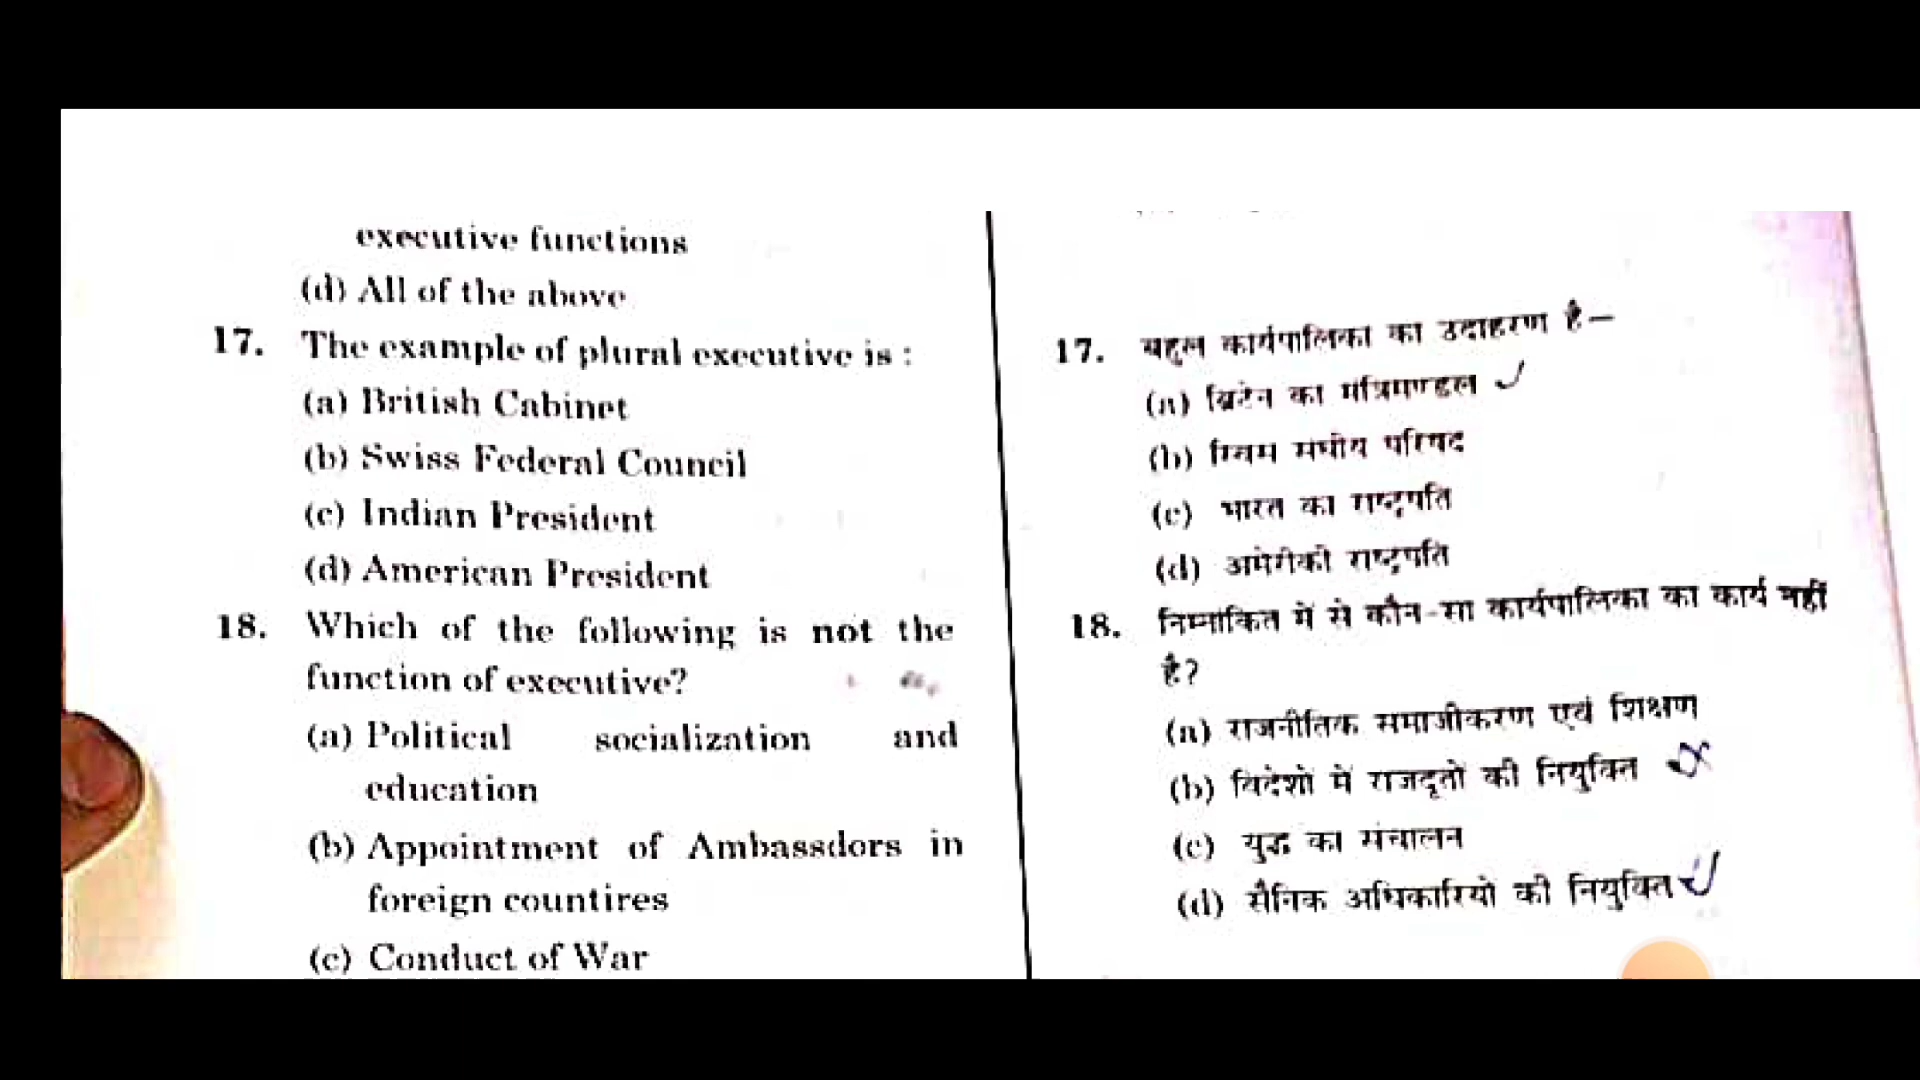 executive functions
(d) All of the above
17. The example of plural executive is :
(a) British Cabinet
(b) Swiss Federal Council
(c) Indian President
(d) American President
18. Which of the following is not the
function of executive?
(a) Political socialization and
education
(b) Appointment of Ambassdors in
foreign countires
(c) Conduct of War
17. बहुल कार्यपालिका का उदाहरण है–
(a) ब्रिटेन का मंत्रिमण्डल
(b) स्विस संघीय परिषद
(c) भारत का राष्ट्रपति
(d) अमेरीकी राष्ट्रपति
18. निम्नांकित में से कौन-सा कार्यपालिका का कार्य नहीं
है?
(a) राजनीतिक समाजीकरण एवं शिक्षण
(b) विदेशों में राजदूतों की नियुक्ति
(c) युद्ध का संचालन
(d) सैनिक अधिकारियों की नियुक्ति